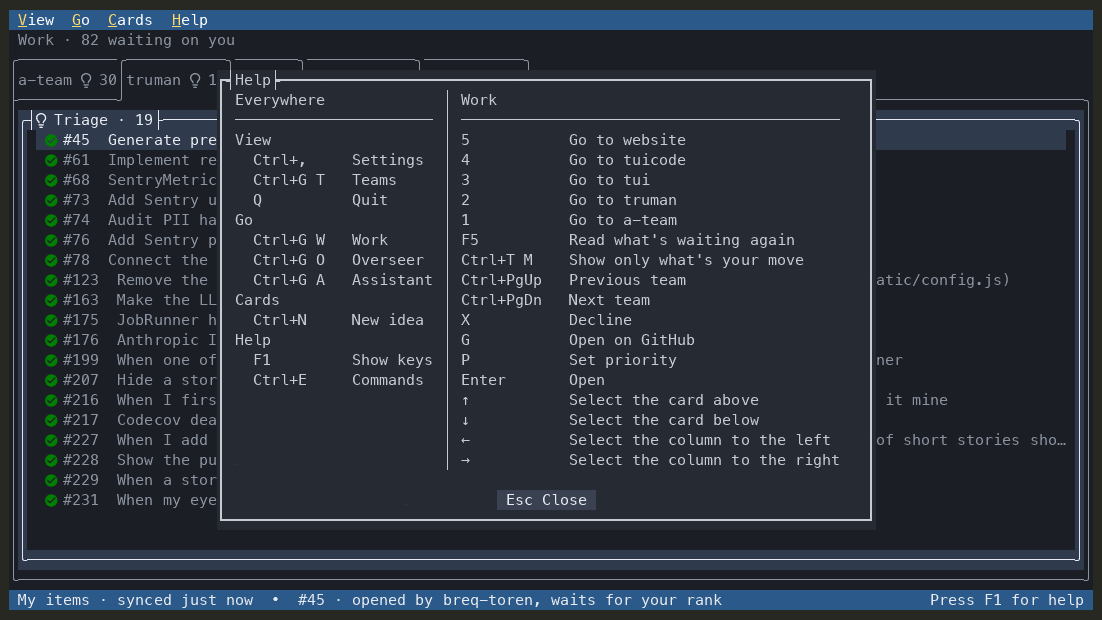 View  Go  Cards  Help
Work · 82 waiting on you
a-team 30 truman 1
Help
Everywhere
View
Ctrl+, Settings
Ctrl+G T Teams
Q Quit
Go
Ctrl+G W Work
Ctrl+G O Overseer
Ctrl+G A Assistant
Cards
Ctrl+N New idea
Help
F1 Show keys
Ctrl+E Commands
Work
5 Go to website
4 Go to tuicode
3 Go to tui
2 Go to truman
1 Go to a-team
F5 Read what's waiting again
Ctrl+T M Show only what's your move
Ctrl+PgUp Previous team
Ctrl+PgDn Next team
X Decline
G Open on GitHub
P Set priority
Enter Open
↑ Select the card above
↓ Select the card below
← Select the column to the left
→ Select the column to the right
Esc Close
Triage · 19
#45 Generate pre
#61 Implement re
#68 SentryMetric
#73 Add Sentry u
#74 Audit PII ha
#76 Add Sentry p
#78 Connect the
#123 Remove the atic/config.js)
#163 Make the LL
#175 JobRunner h
#176 Anthropic I
#199 When one of ner
#207 Hide a stor
#216 When I firs it mine
#217 Codecov dea
#227 When I add of short stories sho…
#228 Show the pu
#229 When a stor
#231 When my eye
My items · synced just now • #45 · opened by breq-toren, waits for your rank Press F1 for help